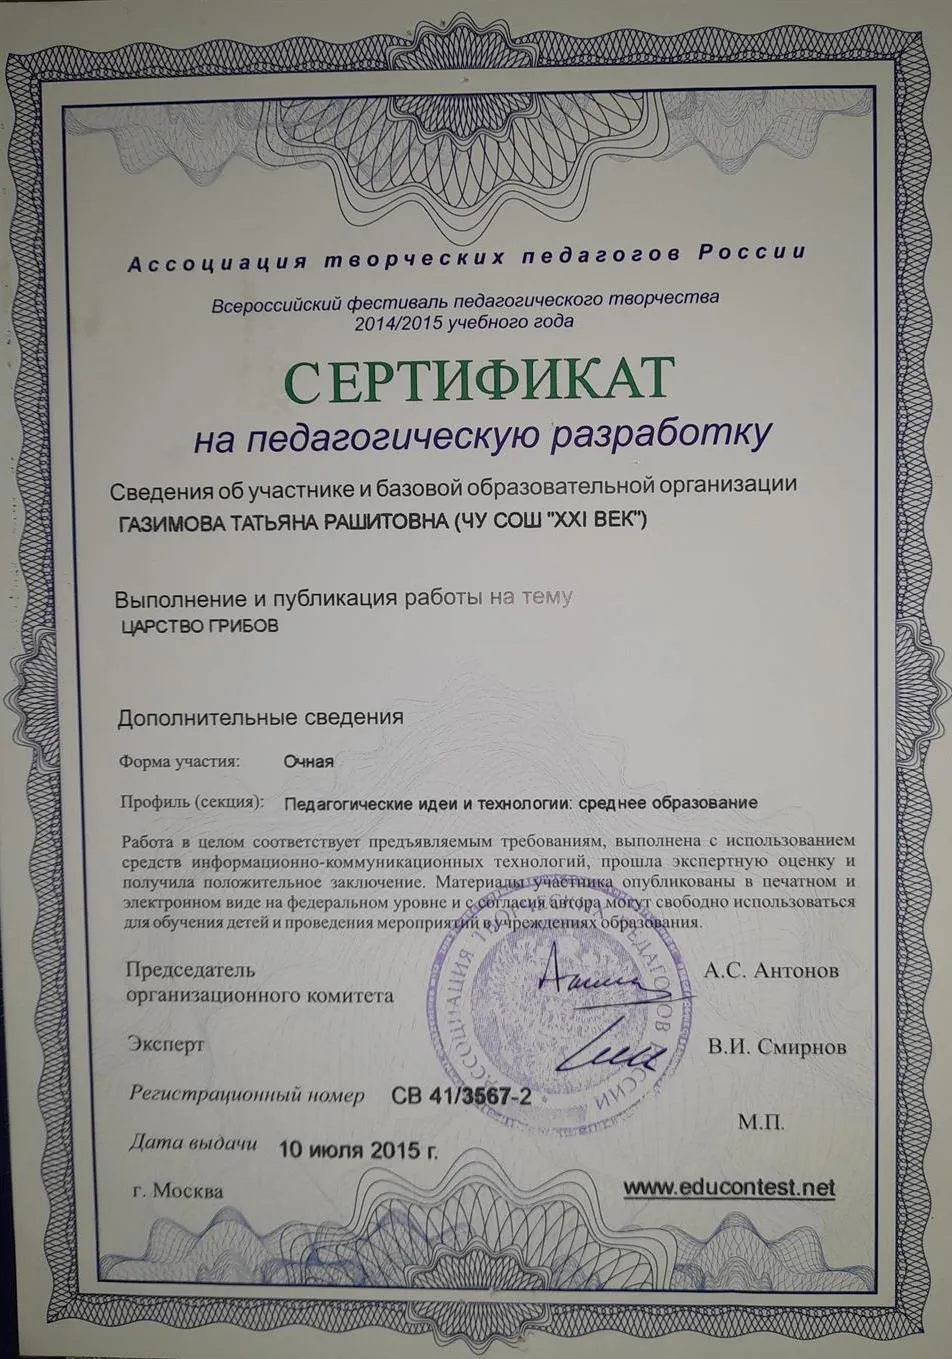 Ассоциация творческих педагогов России
Всероссийский фестиваль педагогического творчества
2014/2015 учебного года
СЕРТИФИКАТ
на педагогическую разработку
Сведения об участнике и базовой образовательной организации
ГАЗИМОВА ТАТЬЯНА РАШИТОВНА (ЧУ СОШ "XXI ВЕК")
Выполнение и публикация работы на тему
ЦАРСТВО ГРИБОВ
Дополнительные сведения
Форма участия: Очная
Профиль (секция): Педагогические идеи и технологии: среднее образование
Работа в целом соответствует предъявляемым требованиям, выполнена с использованием
средств информационно-коммуникационных технологий, прошла экспертную оценку и
получила положительное заключение. Материалы участника опубликованы в печатном и
электронном виде на федеральном уровне и с согласия автора могут свободно использоваться
для обучения детей и проведения мероприятий в учреждениях образования.
Председатель
организационного комитета
А.С. Антонов
Эксперт
В.И. Смирнов
АССОЦИАЦИЯ ТВОРЧЕСКИХ ПЕДАГОГОВ РОССИИ
Регистрационный номер СВ 41/3567-2
М.П.
Дата выдачи 10 июля 2015 г.
г. Москва
www.educontest.net